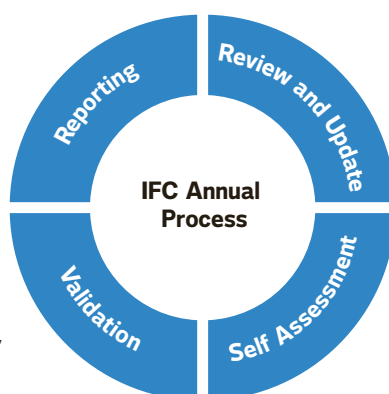 Reporting
Review and Update
IFC Annual
Process
Validation
Self Assessment